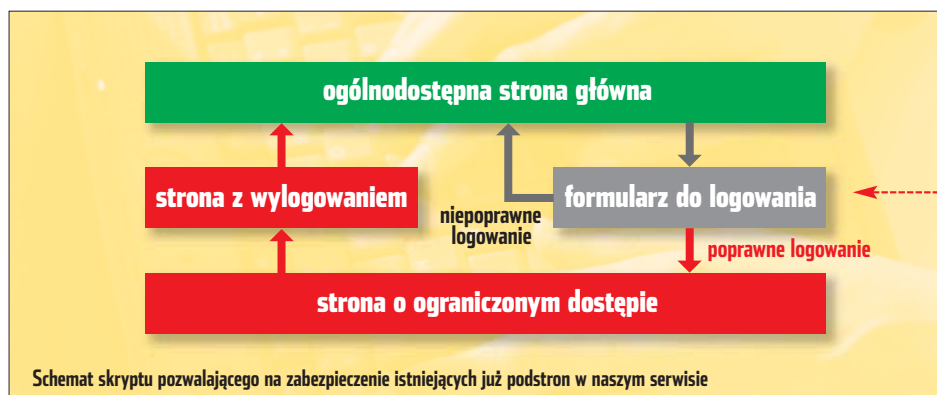 ogólnodostępna strona główna
strona z wylogowaniem
niepoprawne
logowanie
formularz do logowania
poprawne logowanie
strona o ograniczonym dostępie
Schemat skryptu pozwalającego na zabezpieczenie istniejących już podstron w naszym serwisie